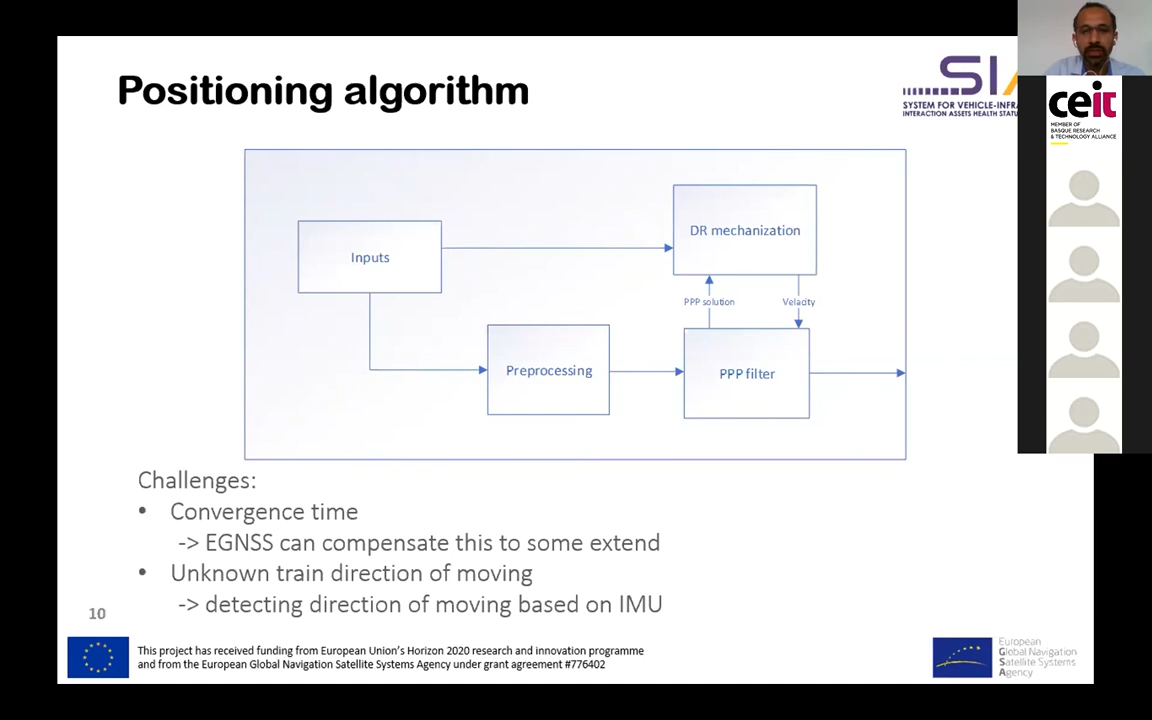 Positioning algorithm
SIA
SYSTEM FOR VEHICLE-INFRA
INTERACTION ASSETS HEALTH STATU
ceit
MEMBER OF
BASQUE RESEARCH
& TECHNOLOGY ALLIANCE
DR mechanization
Inputs
PPP solution
Velacity
Preprocessing
PPP filter
Challenges:
• Convergence time
-> EGNSS can compensate this to some extend
• Unknown train direction of moving
-> detecting direction of moving based on IMU
10
This project has received funding from European Union's Horizon 2020 research and innovation programme
and from the European Global Navigation Satellite Systems Agency under grant agreement #776402
European
Global Navigation
Satellite Systems
Agency